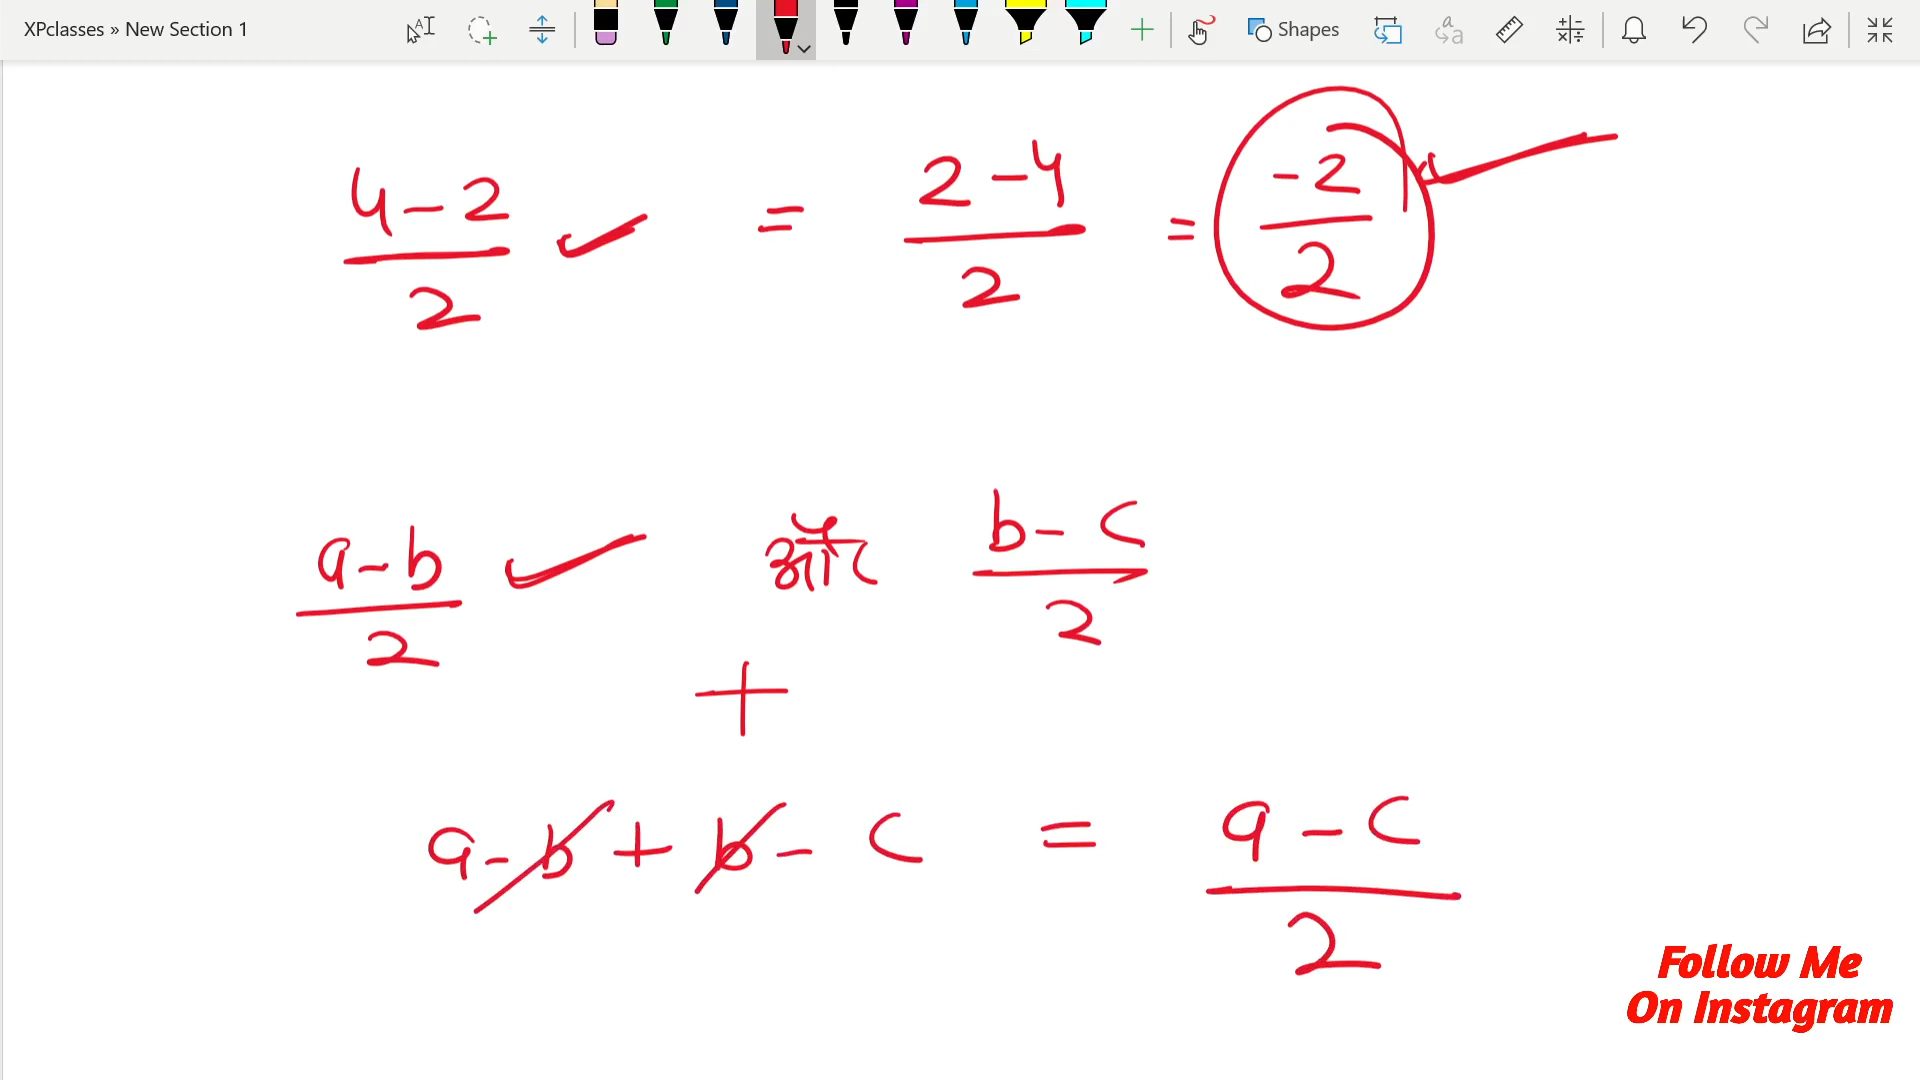 XPclasses » New Section 1 Shapes
4-2/2 = 2-4/2 = -2/2
a-b/2 और b-c/2
+
a-b+b-c = a-c/2
Follow Me
On Instagram